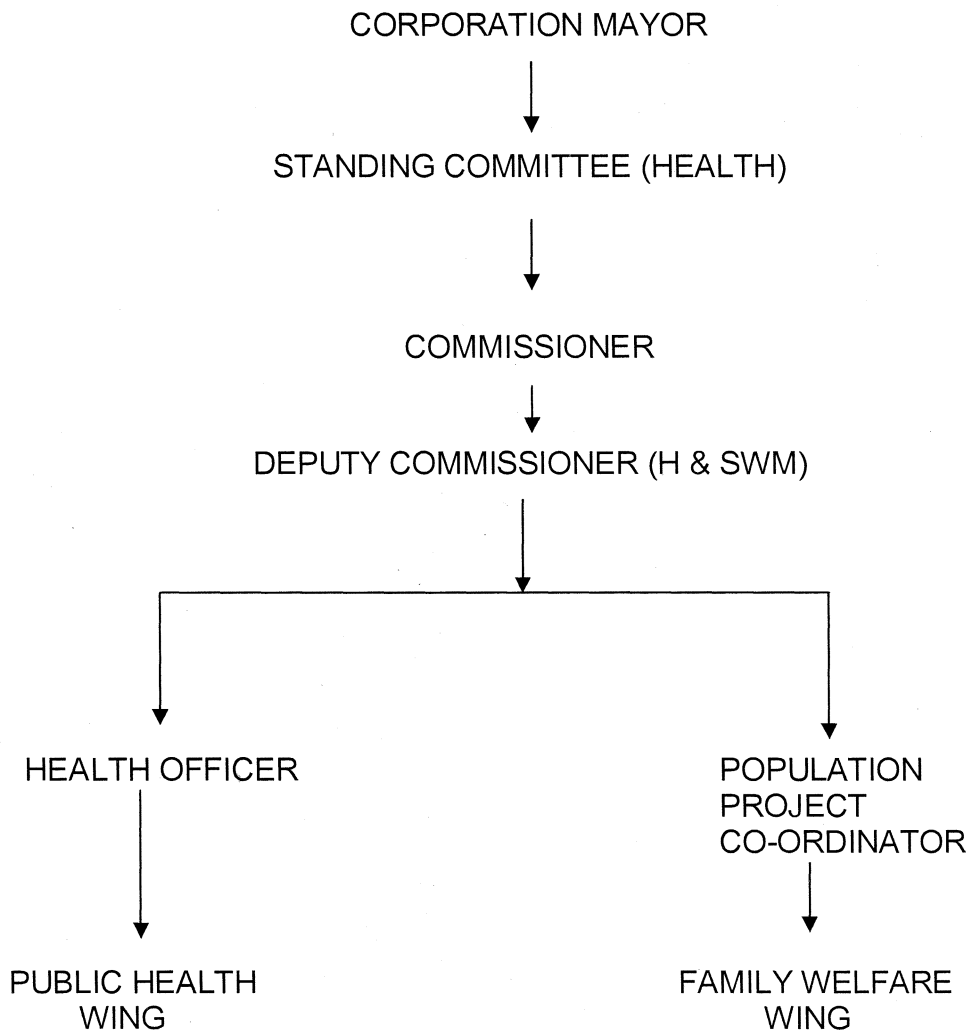 CORPORATION MAYOR
STANDING COMMITTEE (HEALTH)
COMMISSIONER
DEPUTY COMMISSIONER (H & SWM)
HEALTH OFFICER
POPULATION
PROJECT
CO-ORDINATOR
PUBLIC HEALTH
WING
FAMILY WELFARE
WING